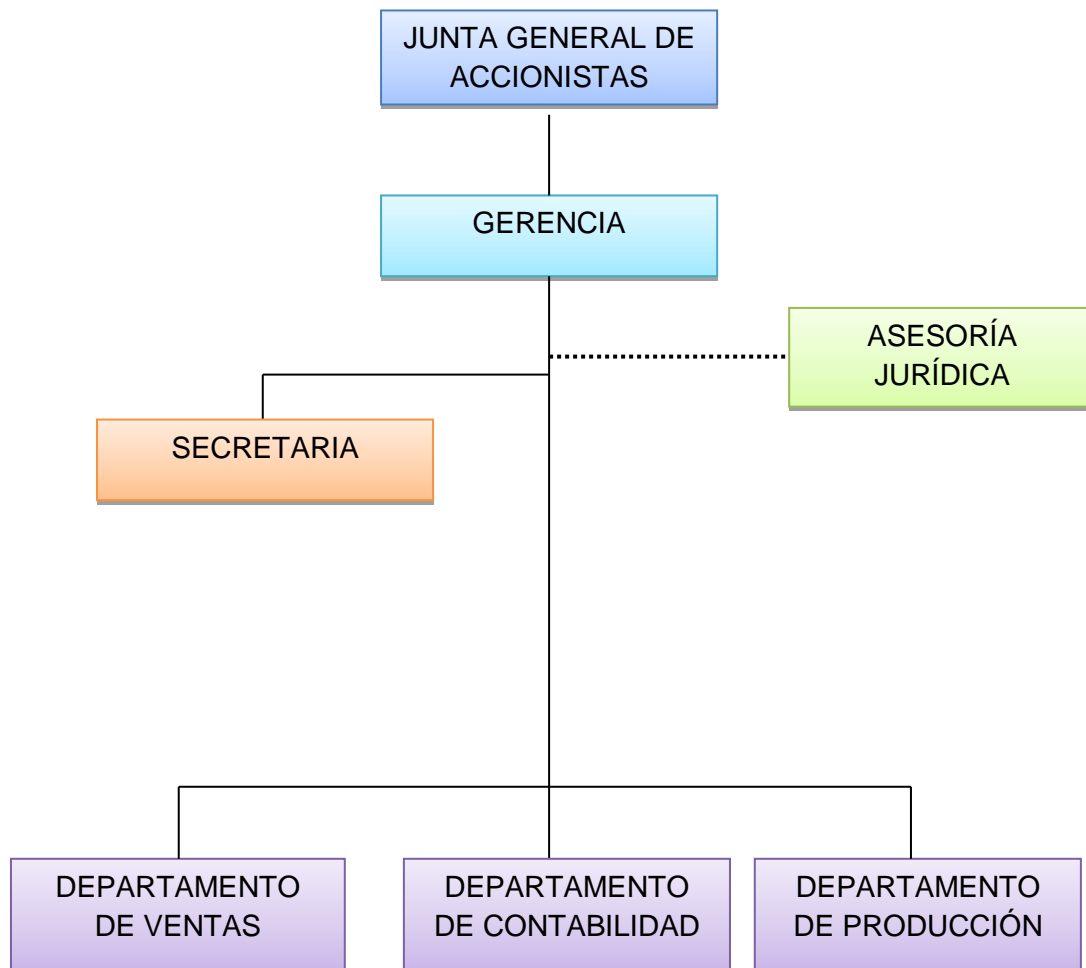 JUNTA GENERAL DE
ACCIONISTAS
GERENCIA
ASESORÍA
JURÍDICA
SECRETARIA
DEPARTAMENTO
DE VENTAS
DEPARTAMENTO
DE CONTABILIDAD
DEPARTAMENTO
DE PRODUCCIÓN